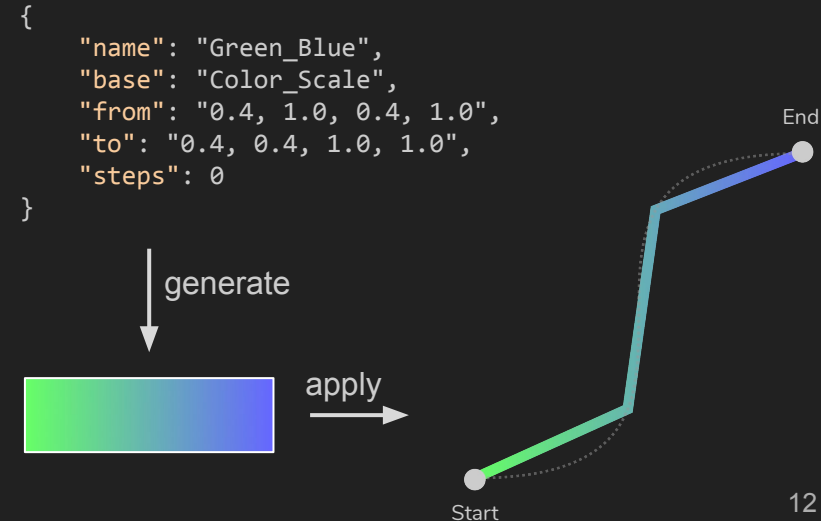 {
    "name": "Green_Blue",
    "base": "Color_Scale",
    "from": "0.4, 1.0, 0.4, 1.0",
    "to": "0.4, 0.4, 1.0, 1.0",
    "steps": 0
}
End
generate
apply
Start
12